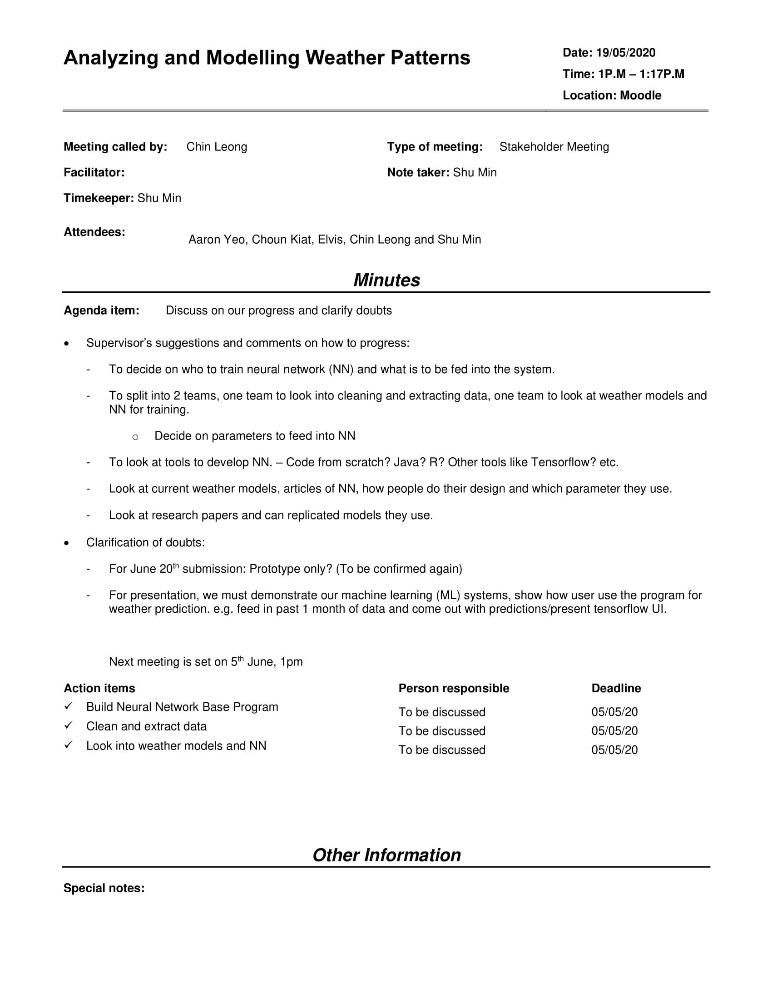 Analyzing and Modelling Weather Patterns
Date: 19/05/2020
Time: 1P.M – 1:17P.M
Location: Moodle
Meeting called by: Chin Leong
Type of meeting: Stakeholder Meeting
Facilitator:
Note taker: Shu Min
Timekeeper: Shu Min
Attendees:
Aaron Yeo, Choun Kiat, Elvis, Chin Leong and Shu Min
Minutes
Agenda item: Discuss on our progress and clarify doubts
• Supervisor’s suggestions and comments on how to progress:
- To decide on who to train neural network (NN) and what is to be fed into the system.
- To split into 2 teams, one team to look into cleaning and extracting data, one team to look at weather models and
NN for training.
o Decide on parameters to feed into NN
- To look at tools to develop NN. – Code from scratch? Java? R? Other tools like Tensorflow? etc.
- Look at current weather models, articles of NN, how people do their design and which parameter they use.
- Look at research papers and can replicated models they use.
• Clarification of doubts:
- For June 20th submission: Prototype only? (To be confirmed again)
- For presentation, we must demonstrate our machine learning (ML) systems, show how user use the program for
weather prediction. e.g. feed in past 1 month of data and come out with predictions/present tensorflow UI.
Next meeting is set on 5th June, 1pm
Action items Person responsible Deadline
✓ Build Neural Network Base Program To be discussed 05/05/20
✓ Clean and extract data To be discussed 05/05/20
✓ Look into weather models and NN To be discussed 05/05/20
Other Information
Special notes: